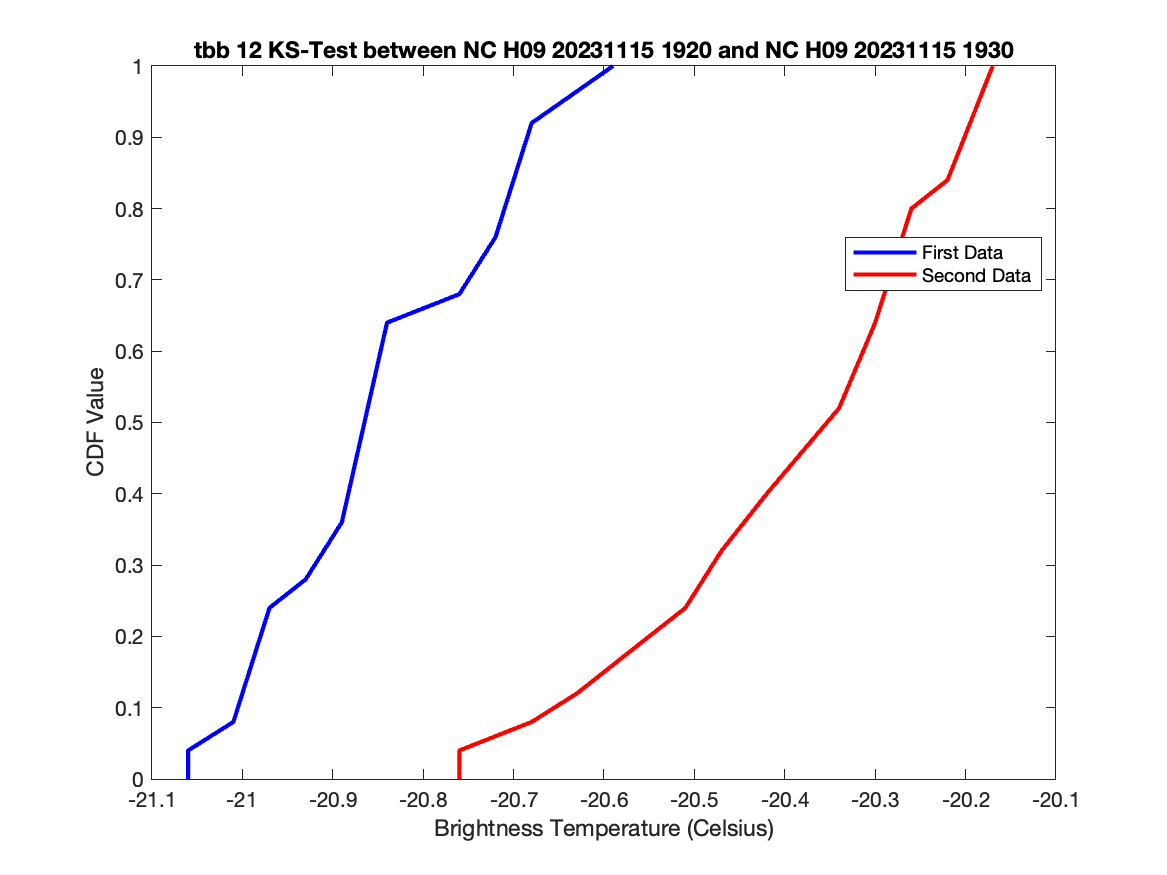 tbb 12 KS-Test between NC H09 20231115 1920 and NC H09 20231115 1930
1
0.9
0.8
0.7
0.6
0.5
0.4
0.3
0.2
0.1
0
CDF Value
First Data
Second Data
-21.1 -21 -20.9 -20.8 -20.7 -20.6 -20.5 -20.4 -20.3 -20.2 -20.1
Brightness Temperature (Celsius)